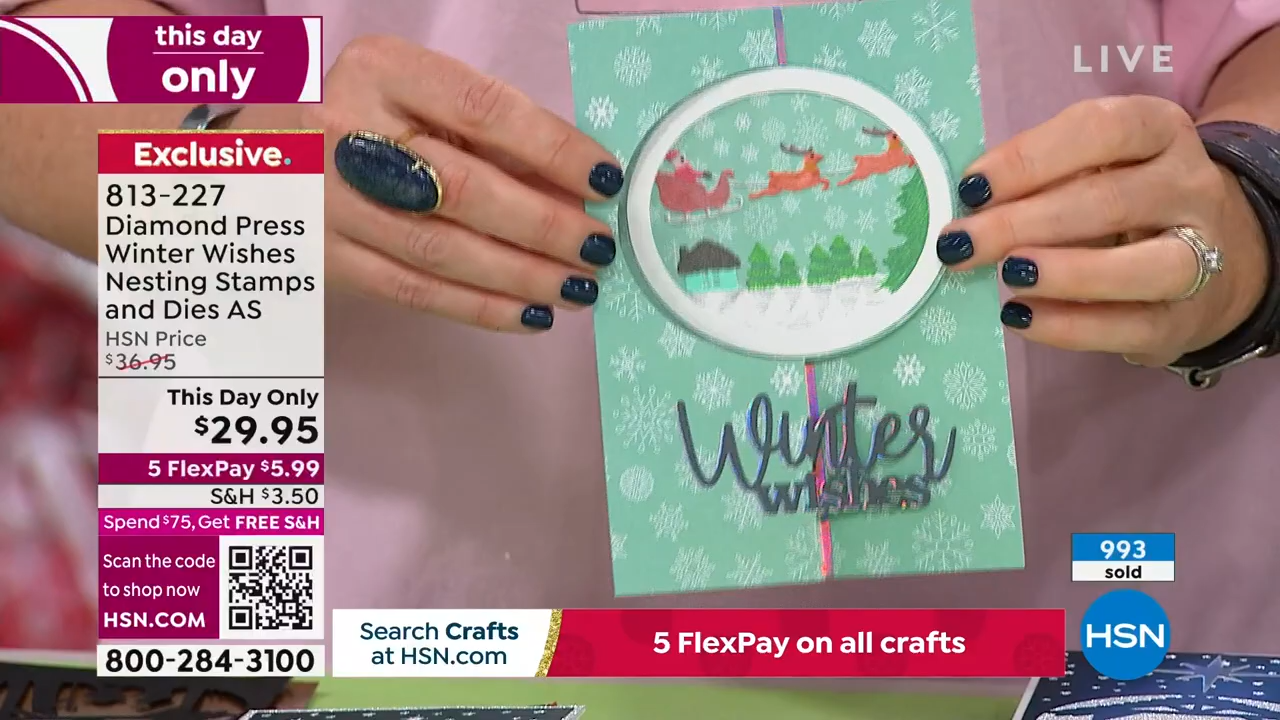 this day
only
LIVE
Exclusive.
813-227
Diamond Press
Winter Wishes
Nesting Stamps
and Dies AS
HSN Price
$36.95
This Day Only
$29.95
5 FlexPay $5.99
S&H $3.50
Spend $75, Get FREE S&H
Scan the code
to shop now
HSN.COM
800-284-3100
Winter
wishes
993
sold
Search Crafts
at HSN.com
5 FlexPay on all crafts
HSN